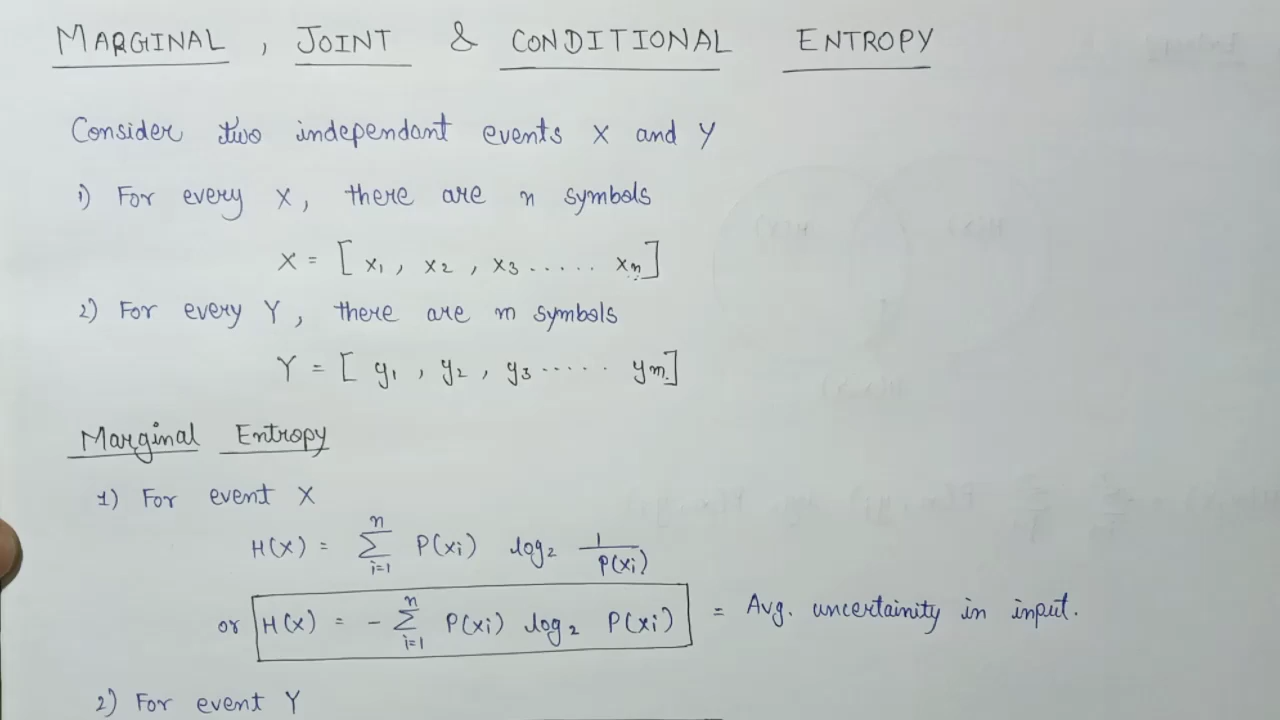 MARGINAL , JOINT & CONDITIONAL ENTROPY
Consider two independant events X and Y
1) For every X, there are n symbols
X = [ x1 , x2 , x3 ..... xn ]
2) For every Y, there are m symbols
Y = [ y1 , y2 , y3 ..... ym ]
Marginal Entropy
1) For event X
H(X) = n∑i=1 P(xi) log2 1/P(xi)
or H(X) = - n∑i=1 P(xi) log2 P(xi) = Avg. uncertainity in input.
2) For event Y